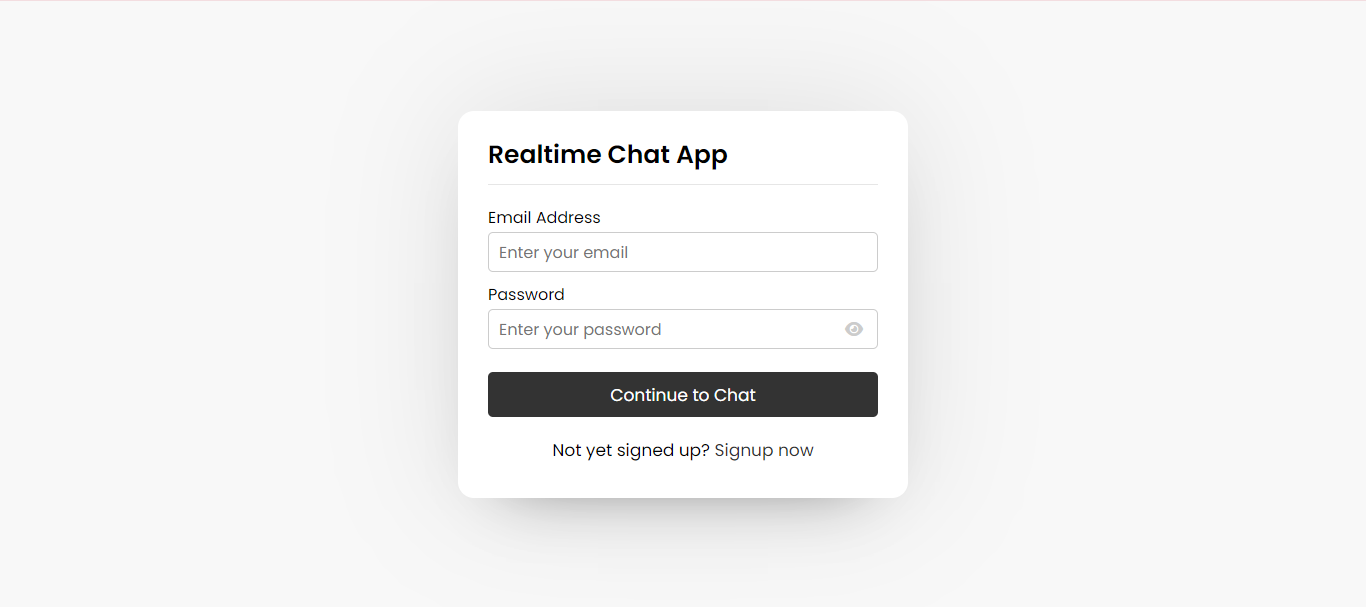 Realtime Chat App
Email Address
Enter your email
Password
Enter your password
Continue to Chat
Not yet signed up? Signup now